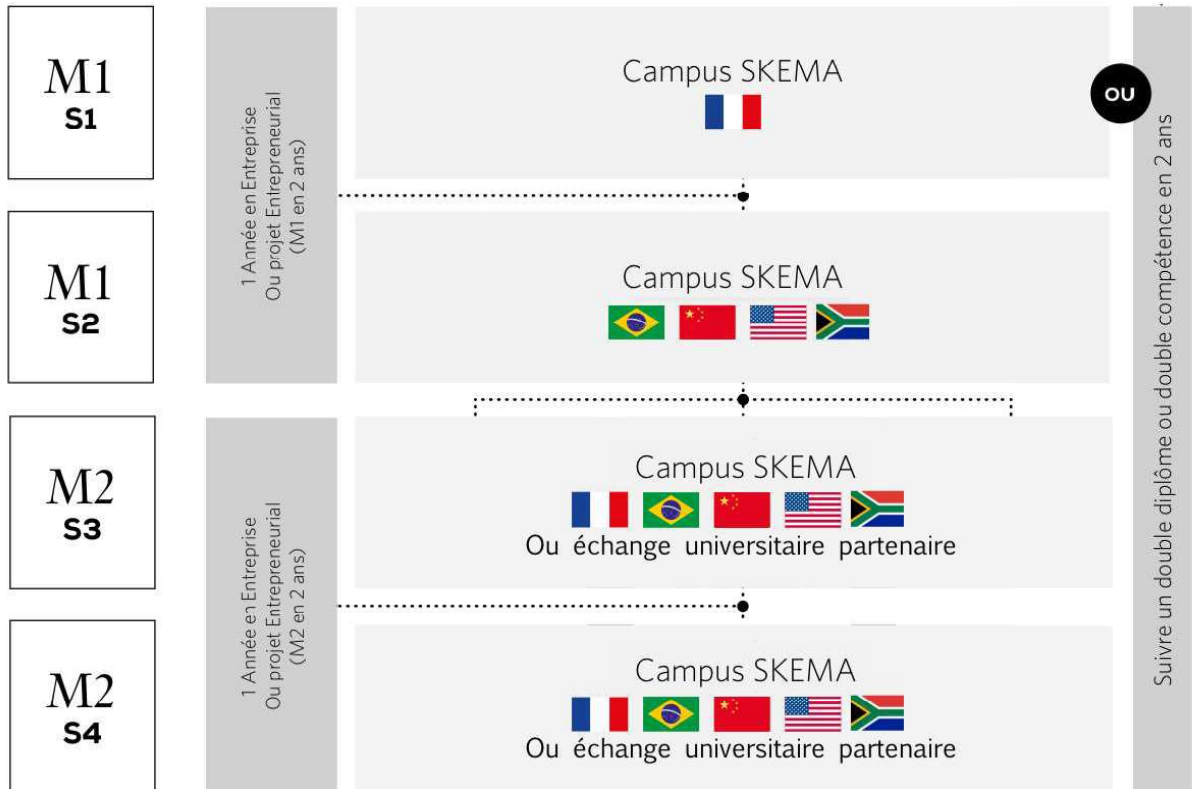 M1
S1
1 Année en Entreprise
Ou projet Entrepreneurial
(M1 en 2 ans)
Campus SKEMA
OU
Suivre un double diplôme ou double compétence en 2 ans
M1
S2
Campus SKEMA
M2
S3
1 Année en Entreprise
Ou projet Entrepreneurial
(M2 en 2 ans)
Campus SKEMA
Ou échange universitaire partenaire
M2
S4
Campus SKEMA
Ou échange universitaire partenaire